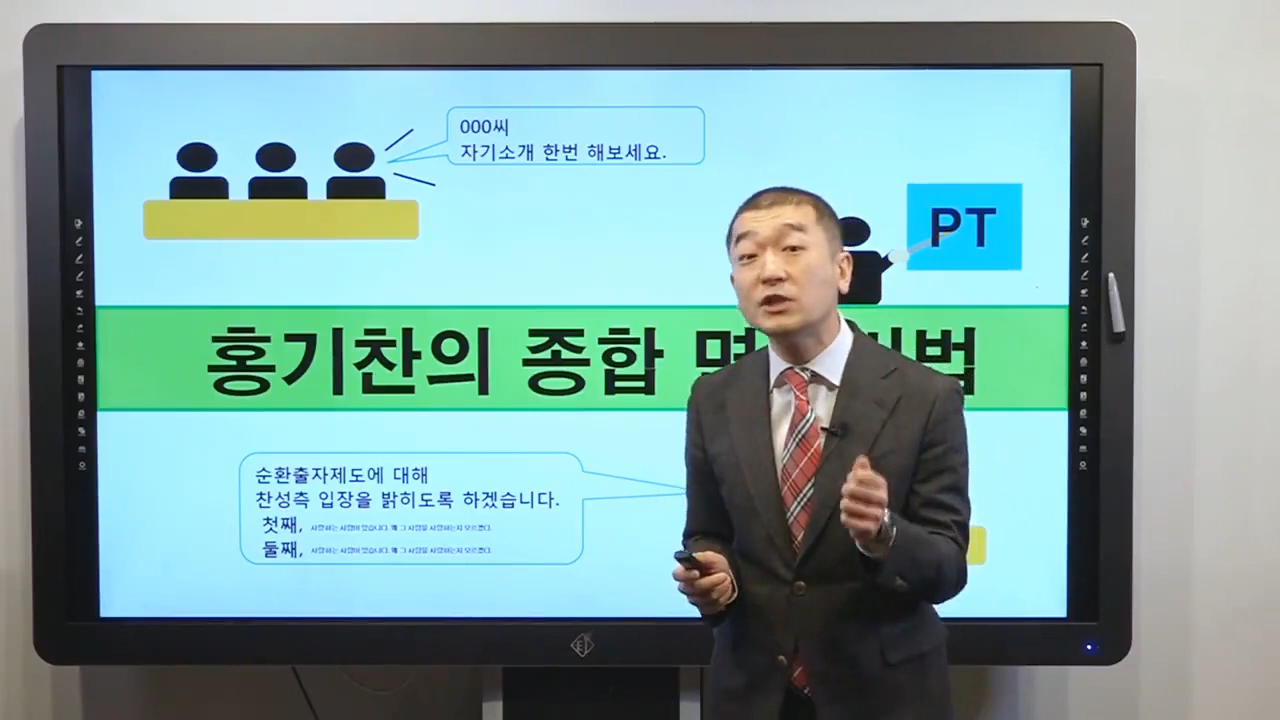 000씨
자기소개 한번 해보세요.
PT
홍기찬의 종합
순환출자제도에 대해
찬성측 입장을 밝히도록 하겠습니다.
첫째,
둘째,